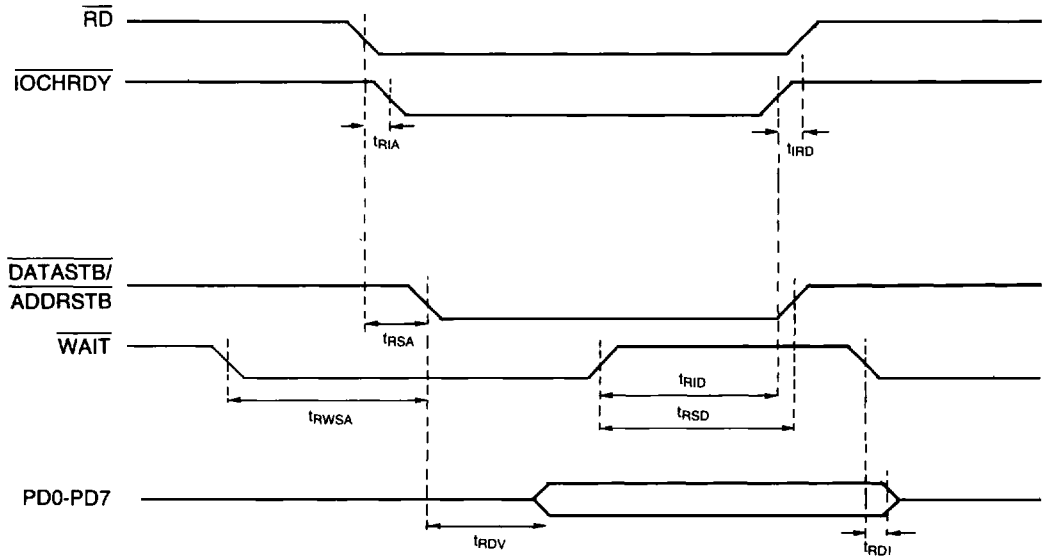 RD
IOCHRDY
tRIA
tIRD
DATASTB/
ADDRSTB
tRSA
WAIT
tRID
tRWSA
tRSD
PD0-PD7
tRDV
tRDI